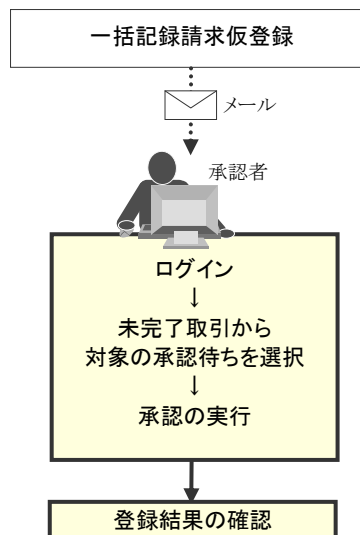 一括記録請求仮登録
メール
承認者
ログイン
↓
未完了取引から
対象の承認待ちを選択
↓
承認の実行
登録結果の確認